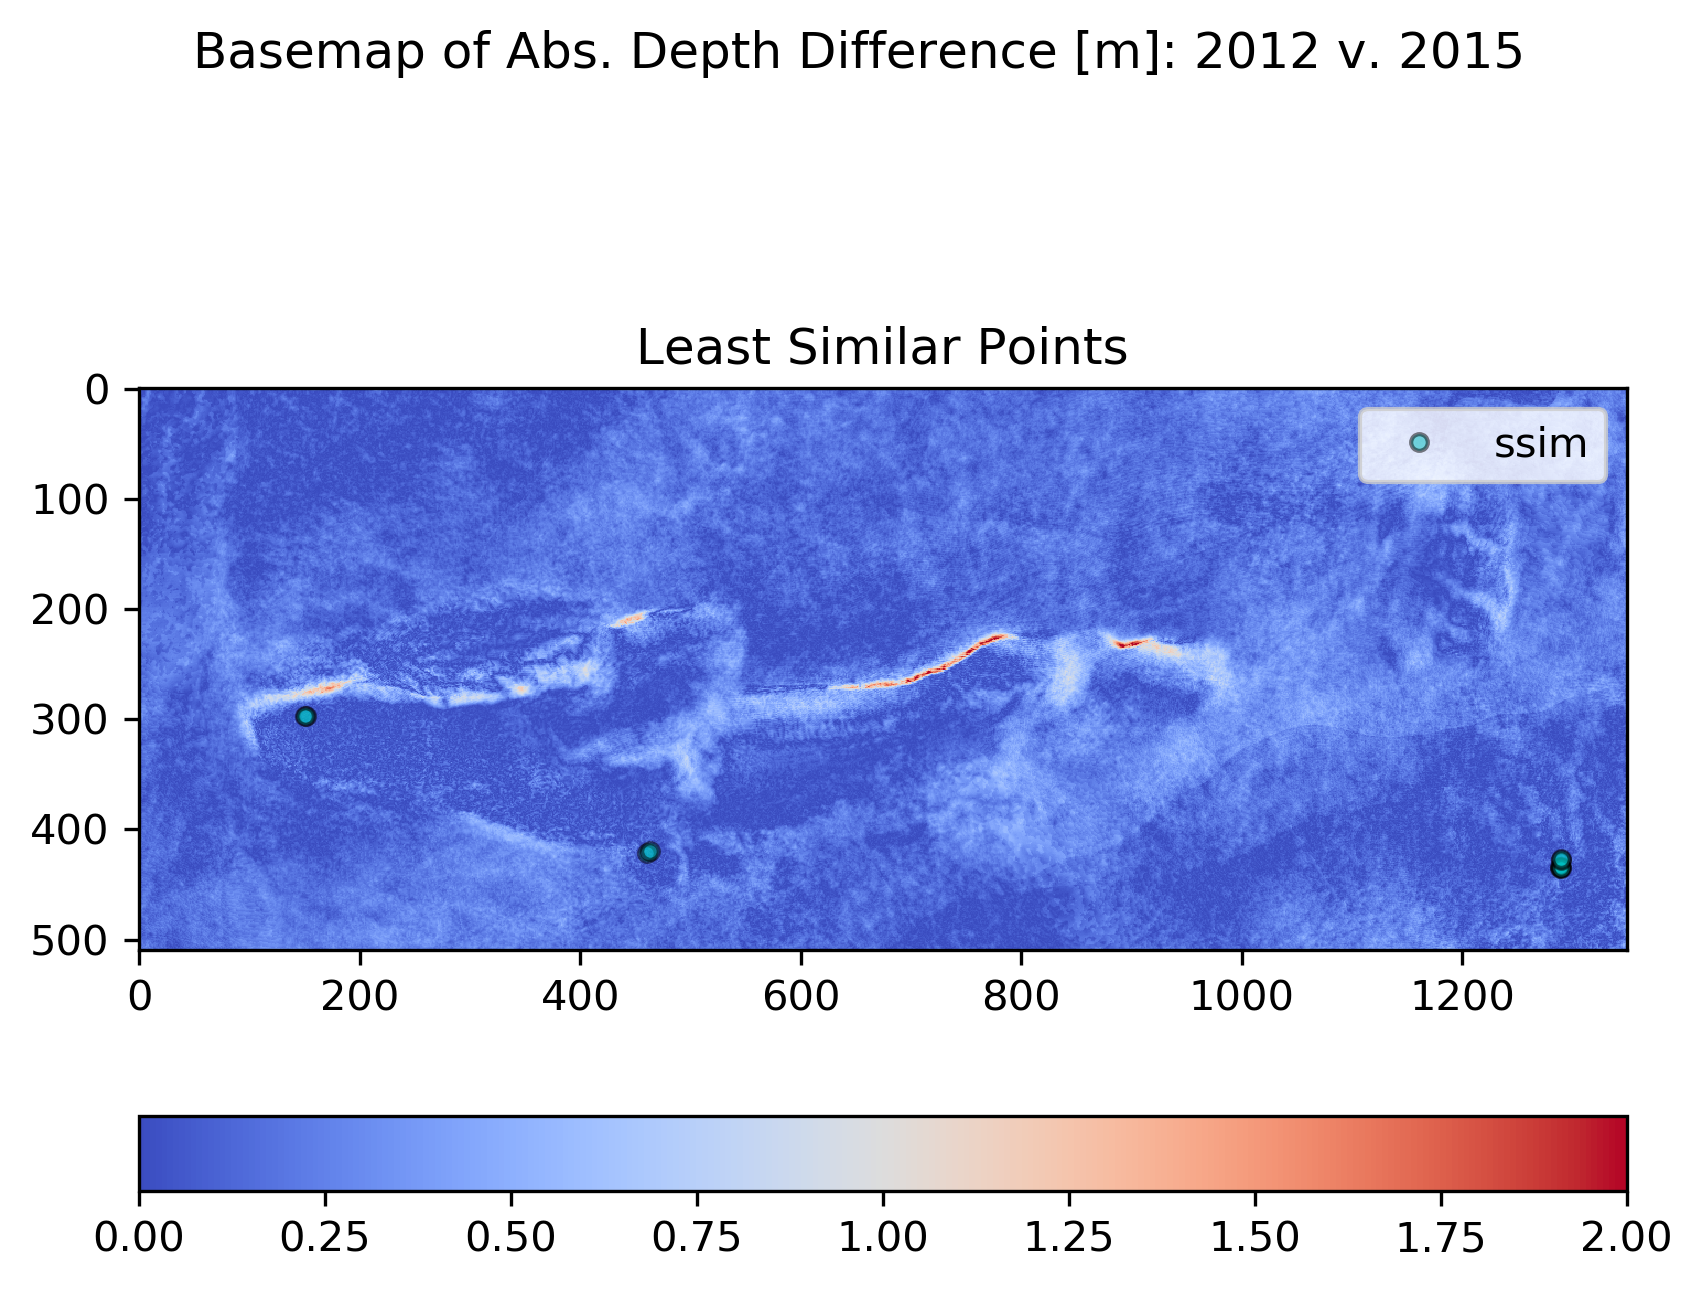 Basemap of Abs. Depth Difference [m]: 2012 v. 2015
Least Similar Points
ssim
0
100
200
300
400
500
0 200 400 600 800 1000 1200
0.00 0.25 0.50 0.75 1.00 1.25 1.50 1.75 2.00